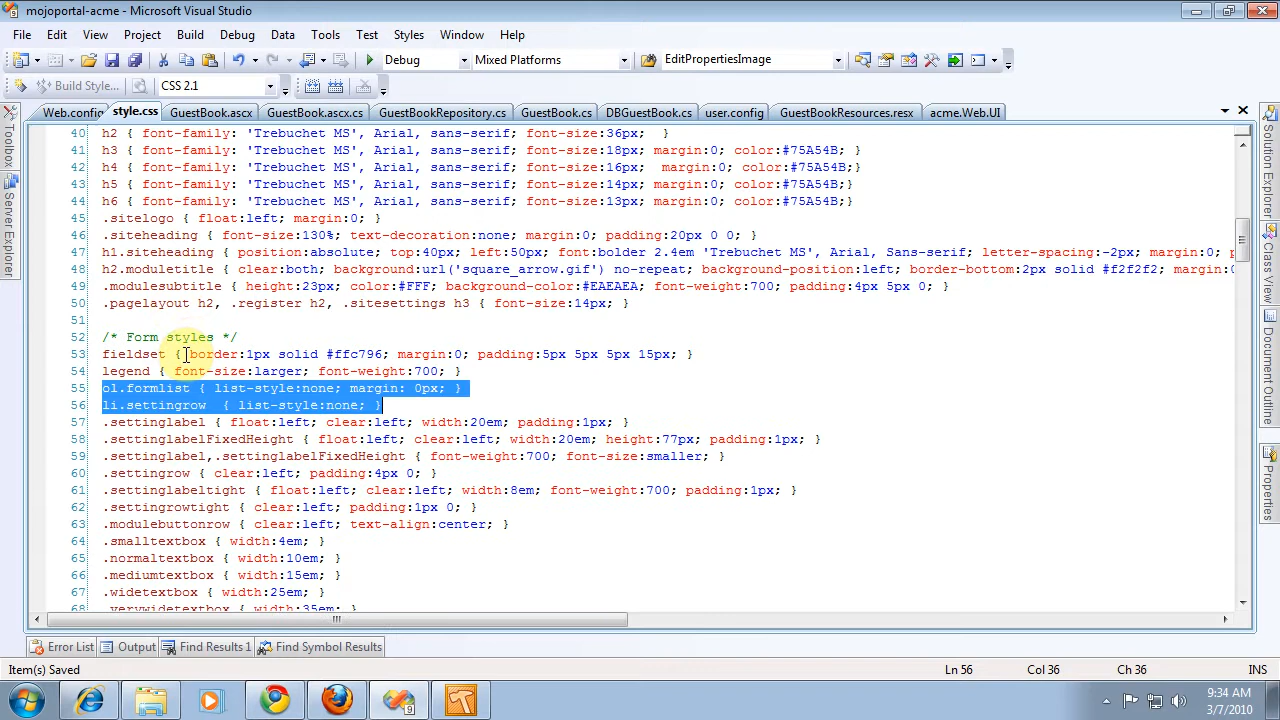 mojoportal-acme - Microsoft Visual Studio
File Edit View Project Build Debug Data Tools Test Styles Window Help
Debug Mixed Platforms EditPropertiesImage
Build Style... CSS 2.1
Web.config style.css GuestBook.ascx GuestBook.ascx.cs GuestBookRepository.cs GuestBook.cs DBGuestBook.cs user.config GuestBookResources.resx acme.Web.UI
40 h2 { font-family: 'Trebuchet MS', Arial, sans-serif; font-size:36px;  }
41 h3 { font-family: 'Trebuchet MS', Arial, sans-serif; font-size:18px; margin:0; color:#75A54B; }
42 h4 { font-family: 'Trebuchet MS', Arial, sans-serif; font-size:16px;  margin:0; color:#75A54B;}
43 h5 { font-family: 'Trebuchet MS', Arial, sans-serif; font-size:14px; margin:0; color:#75A54B;}
44 h6 { font-family: 'Trebuchet MS', Arial, sans-serif; font-size:13px; margin:0; color:#75A54B;}
45 .sitelogo { float:left; margin:0; }
46 .siteheading { font-size:130%; text-decoration:none; margin:0; padding:20px 0 0; }
47 h1.siteheading { position:absolute; top:40px; left:50px; font:bolder 2.4em 'Trebuchet MS', Arial, Sans-serif; letter-spacing:-2px; margin:0; p
48 h2.moduletitle { clear:both; background:url('square_arrow.gif') no-repeat; background-position:left; border-bottom:2px solid #f2f2f2; margin:0
49 .modulesubtitle { height:23px; color:#FFF; background-color:#EAEAEA; font-weight:700; padding:4px 5px 0; }
50 .pagelayout h2, .register h2, .sitesettings h3 { font-size:14px; }
51
52 /* Form styles */
53 fieldset { border:1px solid #ffc796; margin:0; padding:5px 5px 5px 15px; }
54 legend { font-size:larger; font-weight:700; }
55 ol.formlist { list-style:none; margin: 0px; }
56 li.settingrow  { list-style:none; }
57 .settinglabel { float:left; clear:left; width:20em; padding:1px; }
58 .settinglabelFixedHeight { float:left; clear:left; width:20em; height:77px; padding:1px; }
59 .settinglabel,.settinglabelFixedHeight { font-weight:700; font-size:smaller; }
60 .settingrow { clear:left; padding:4px 0; }
61 .settinglabeltight { float:left; clear:left; width:8em; font-weight:700; padding:1px; }
62 .settingrowtight { clear:left; padding:1px 0; }
63 .modulebuttonrow { clear:left; text-align:center; }
64 .smalltextbox { width:4em; }
65 .normaltextbox { width:10em; }
66 .mediumtextbox { width:15em; }
67 .widetextbox { width:25em; }
68 .verywidetextbox { width:35em; }
Toolbox
Server Explorer
Solution Explorer
Class View
Document Outline
Properties
Error List Output Find Results 1 Find Symbol Results
Item(s) Saved Ln 56 Col 36 Ch 36 INS
9:34 AM
3/7/2010